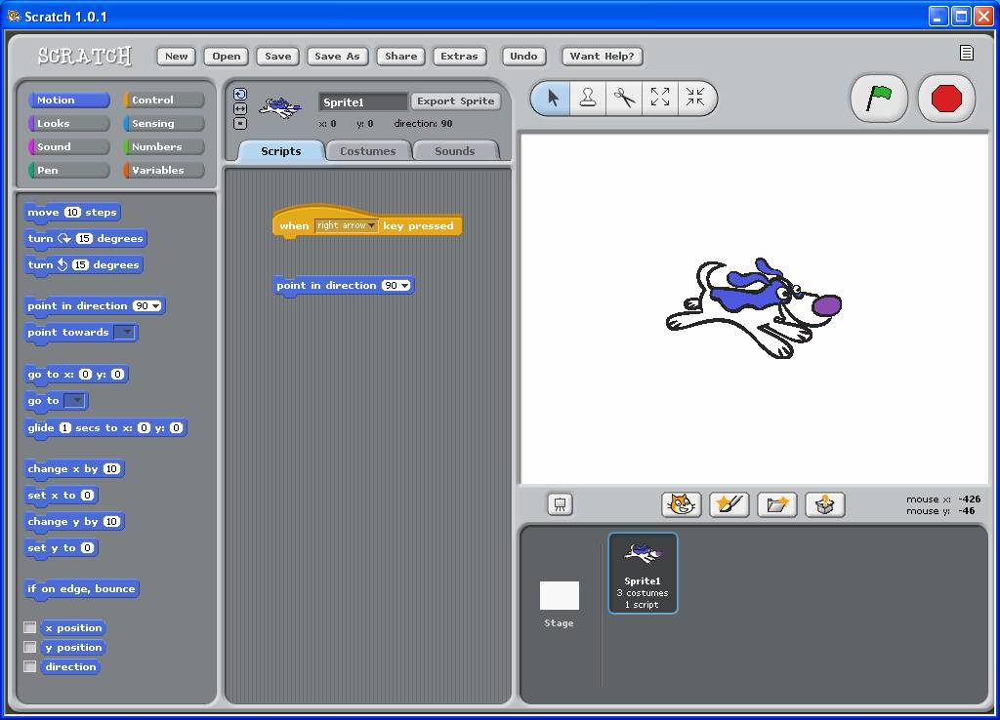 Scratch 1.0.1
SCRATCH
New
Open
Save
Save As
Share
Extras
Undo
Want Help?
Motion
Control
Looks
Sensing
Sound
Numbers
Pen
Variables
move 10 steps
turn 15 degrees
turn 15 degrees
point in direction 90
point towards
go to x: 0 y: 0
go to
glide 1 secs to x: 0 y: 0
change x by 10
set x to 0
change y by 10
set y to 0
if on edge, bounce
x position
y position
direction
Sprite1
Export Sprite
x: 0 y: 0 direction: 90
Scripts
Costumes
Sounds
when right arrow key pressed
point in direction 90
mouse x: -426
mouse y: -46
Stage
Sprite1
3 costumes
1 script